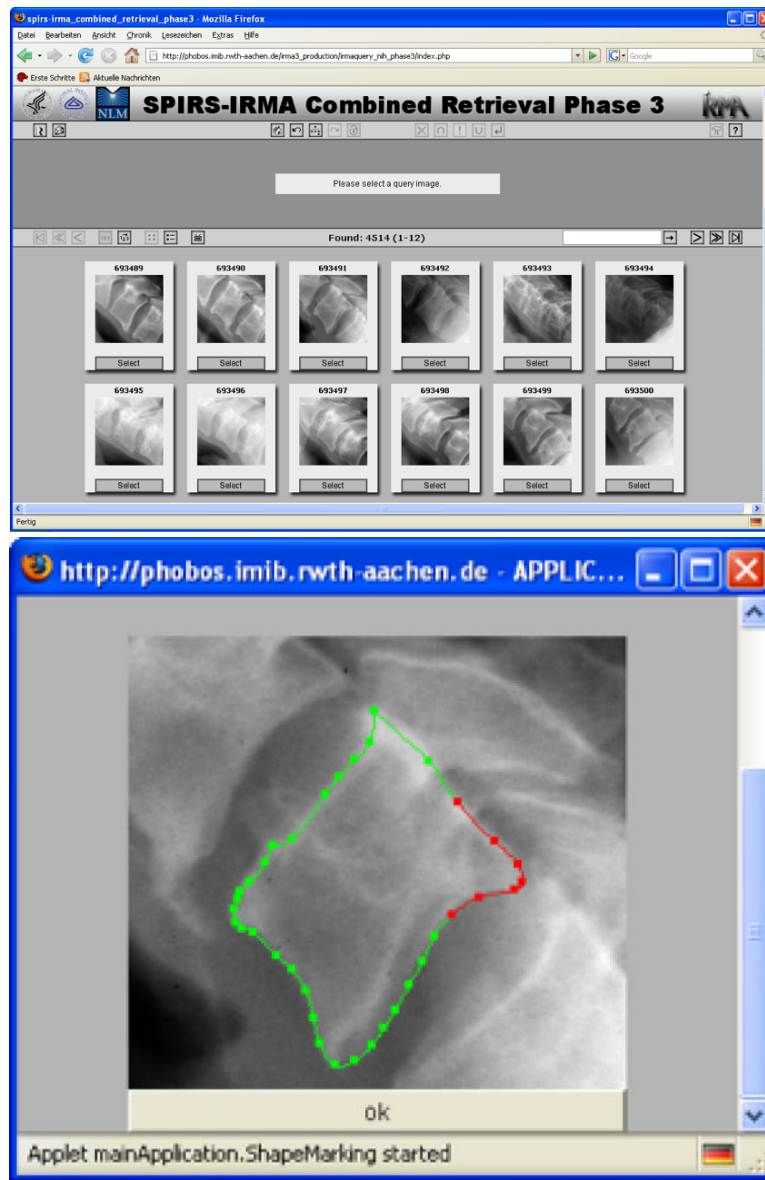 spirs-irma_combined_retrieval_phase3 - Mozilla Firefox
Datei Bearbeiten Ansicht Chronik Lesezeichen Extras Hilfe
http://phobos.imib.rwth-aachen.de/irma3_production/irmaquery_nih_phase3/index.php
Google
Erste Schritte Aktuelle Nachrichten
NLM SPIRS-IRMA Combined Retrieval Phase 3 IRMA
?
Please select a query image.
Found: 4514 (1-12)
693489 693490 693491 693492 693493 693494
Select Select Select Select Select Select
693495 693496 693497 693498 693499 693500
Select Select Select Select Select Select
Fertig
http://phobos.imib.rwth-aachen.de - APPLIC...
ok
Applet mainApplication.ShapeMarking started